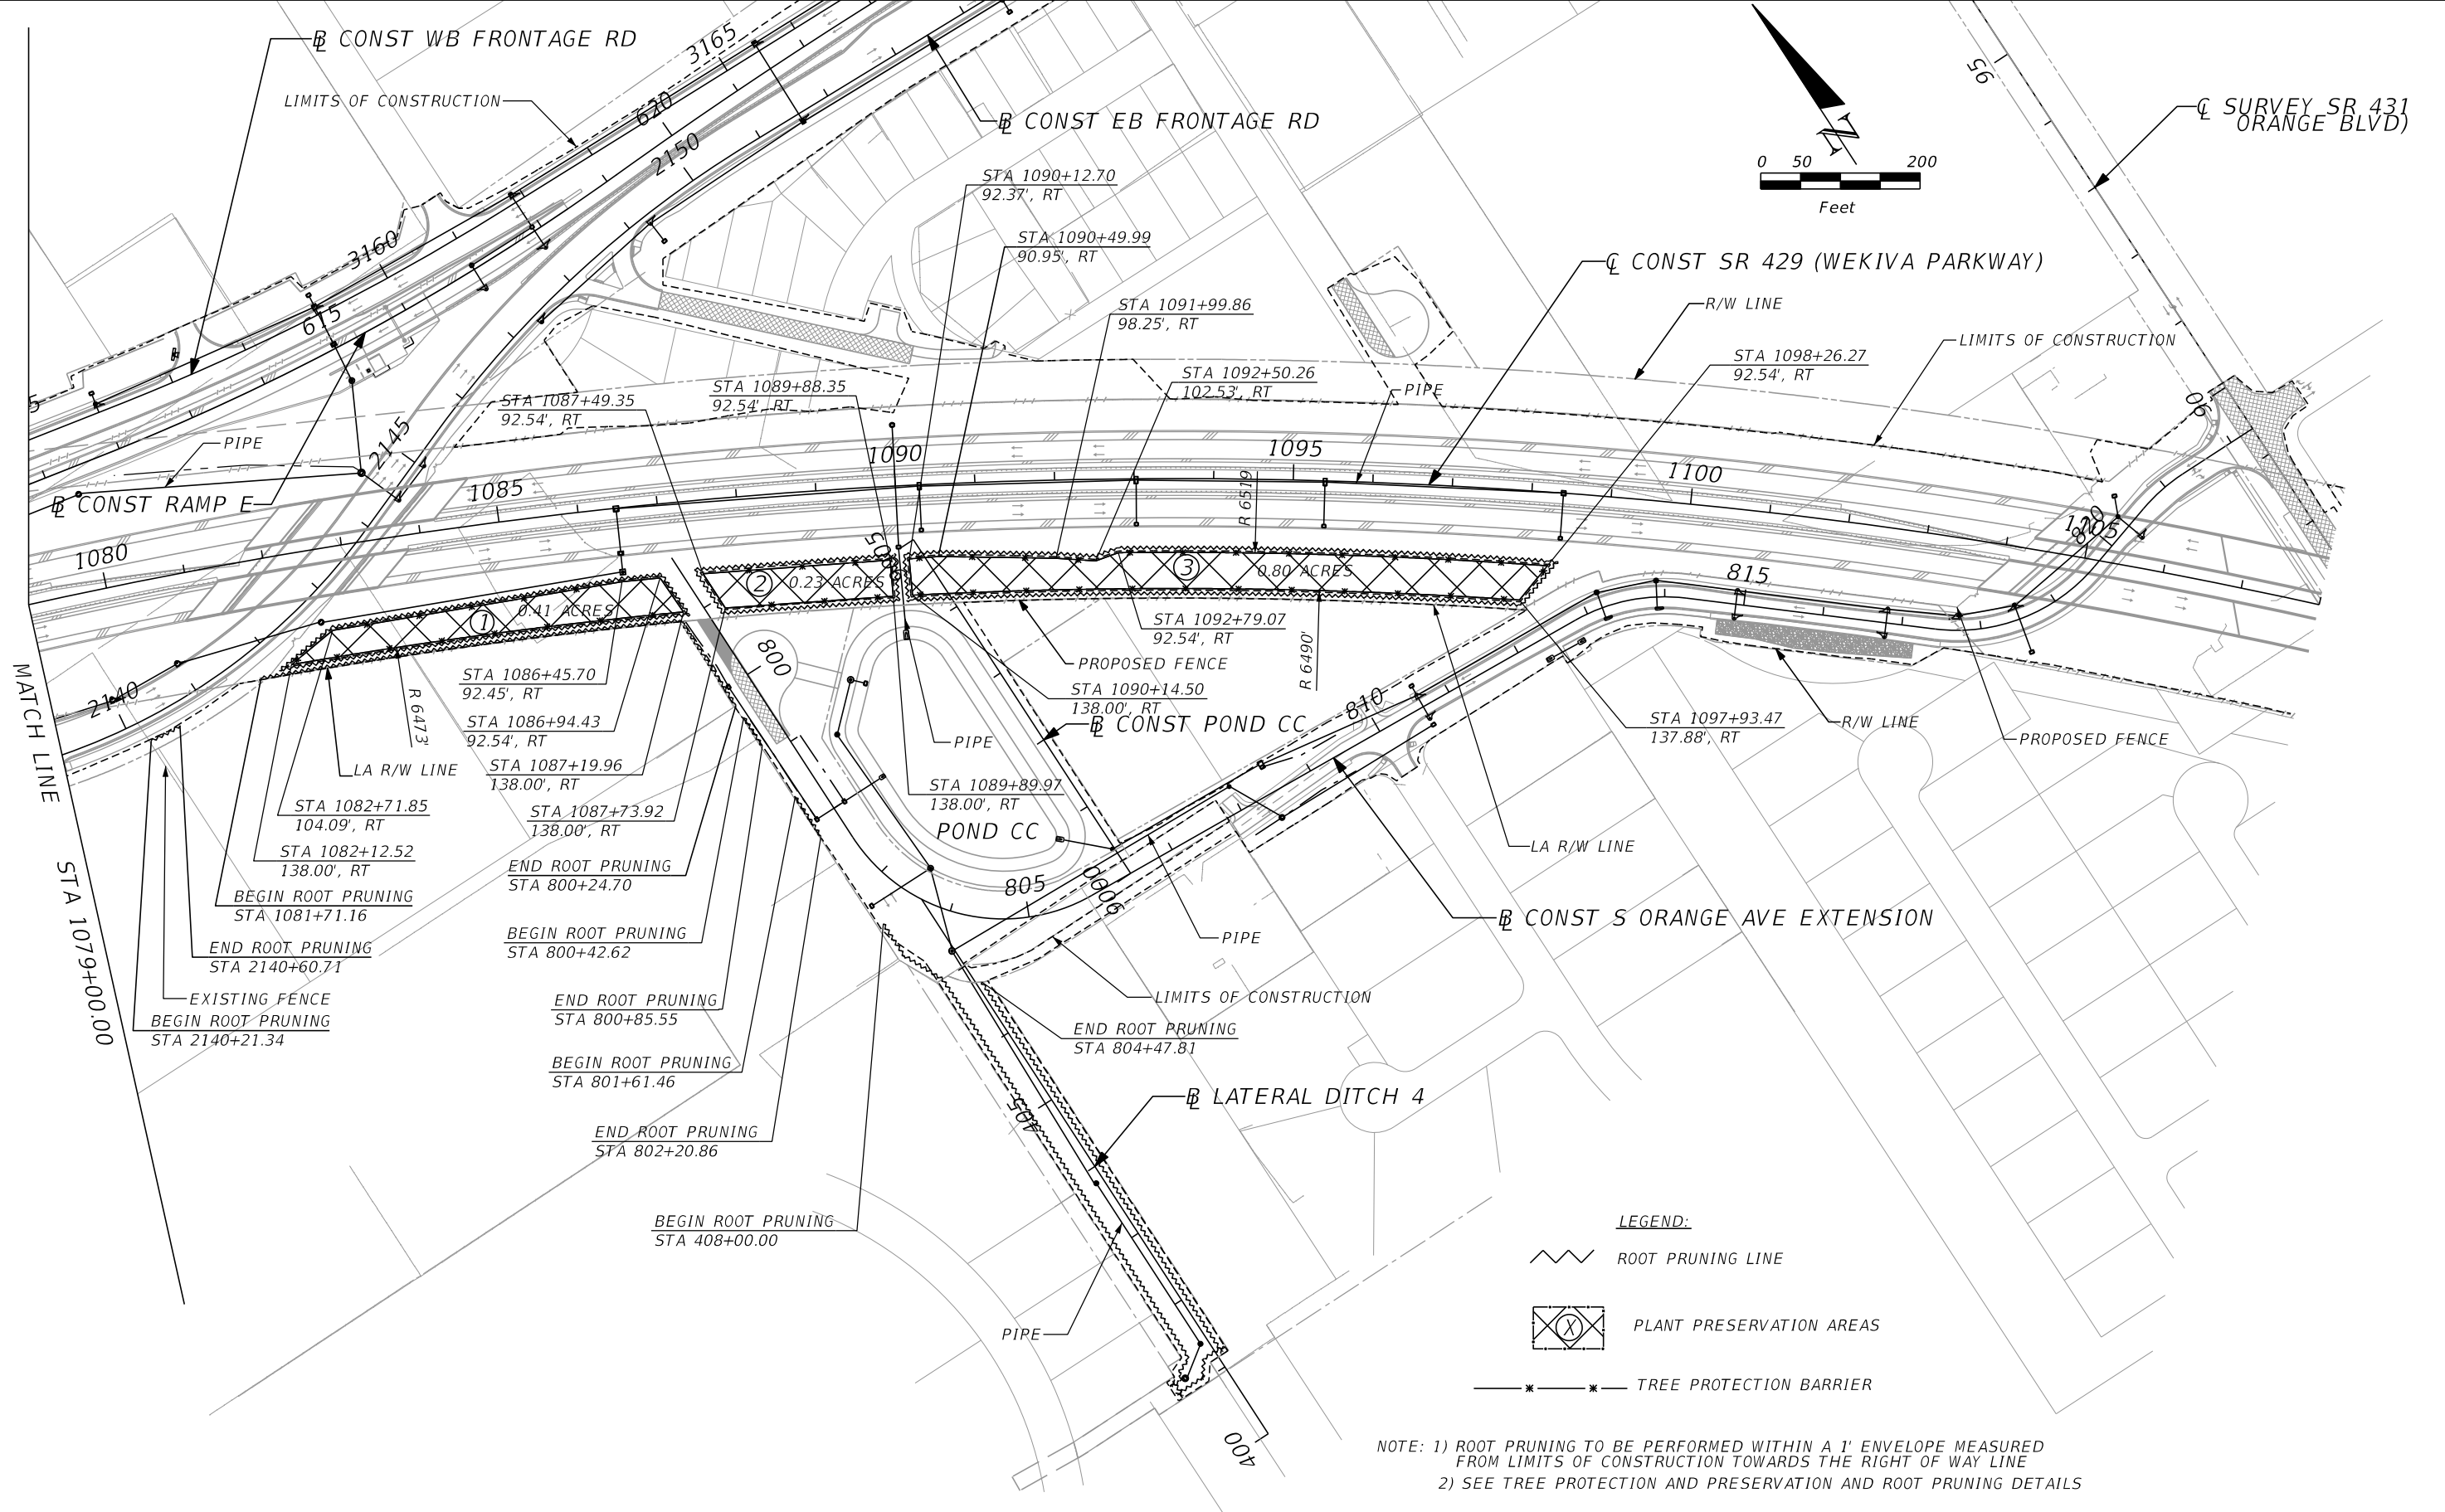 ℄ CONST WB FRONTAGE RD
LIMITS OF CONSTRUCTION
3165
620
2150
3160
615
℄ CONST EB FRONTAGE RD
95
℄ SURVEY SR 431
ORANGE BLVD)
N
0 50 200
Feet
STA 1090+12.70
92.37', RT
STA 1090+49.99
90.95', RT
STA 1091+99.86
98.25', RT
℄ CONST SR 429 (WEKIVA PARKWAY)
R/W LINE
LIMITS OF CONSTRUCTION
STA 1098+26.27
92.54', RT
STA 1092+50.26
102.53', RT
PIPE
STA 1089+88.35
92.54', RT
STA 1087+49.35
92.54', RT
5
90
PIPE
2145
℄ CONST RAMP E
1080
1085
1090
1095
1100
1205
820
815
R 6519
1
0.41 ACRES
2
0.23 ACRES
3
0.80 ACRES
800
MATCH LINE STA 1079+00.00
2140
R 6473'
R 6490'
STA 1092+79.07
92.54', RT
PROPOSED FENCE
STA 1090+14.50
138.00', RT
℄ CONST POND CC
STA 1086+45.70
92.45', RT
STA 1086+94.43
92.54', RT
STA 1087+19.96
138.00', RT
LA R/W LINE
STA 1082+71.85
104.09', RT
STA 1087+73.92
138.00', RT
STA 1082+12.52
138.00', RT
PIPE
STA 1089+89.97
138.00', RT
POND CC
810
STA 1097+93.47
137.88', RT
R/W LINE
PROPOSED FENCE
LA R/W LINE
END ROOT PRUNING
STA 800+24.70
BEGIN ROOT PRUNING
STA 1081+71.16
805
9000
BEGIN ROOT PRUNING
STA 800+42.62
END ROOT PRUNING
STA 2140+60.71
EXISTING FENCE
BEGIN ROOT PRUNING
STA 2140+21.34
℄ CONST S ORANGE AVE EXTENSION
PIPE
LIMITS OF CONSTRUCTION
END ROOT PRUNING
STA 800+85.55
END ROOT PRUNING
STA 804+47.81
BEGIN ROOT PRUNING
STA 801+61.46
℄ LATERAL DITCH 4
405
END ROOT PRUNING
STA 802+20.86
BEGIN ROOT PRUNING
STA 408+00.00
PIPE
400
LEGEND:
ROOT PRUNING LINE
X
PLANT PRESERVATION AREAS
TREE PROTECTION BARRIER
NOTE: 1) ROOT PRUNING TO BE PERFORMED WITHIN A 1' ENVELOPE MEASURED
FROM LIMITS OF CONSTRUCTION TOWARDS THE RIGHT OF WAY LINE
2) SEE TREE PROTECTION AND PRESERVATION AND ROOT PRUNING DETAILS